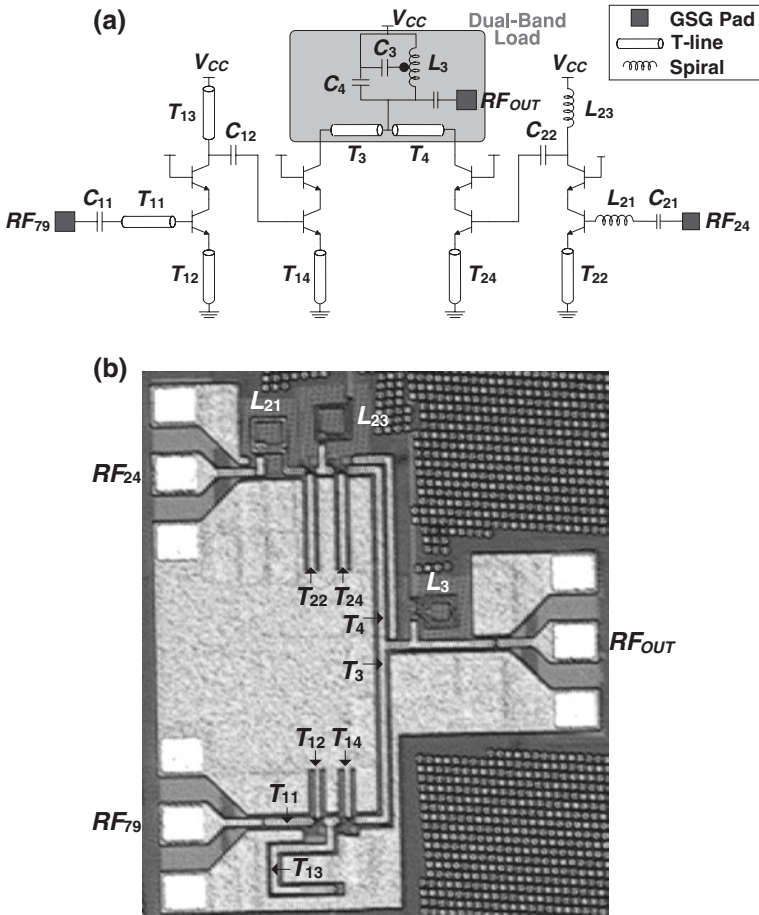 (a)
VCC
Dual-Band
Load
GSG Pad
T-line
Spiral
C3
L3
C4
RFOUT
VCC
T13
C12
T3
T4
C22
VCC
L23
RF79
C11
T11
L21
C21
RF24
T12
T14
T24
T22
(b)
L21
L23
RF24
T22
T24
L3
T4
RFOUT
T3
T12
T14
T11
RF79
T13